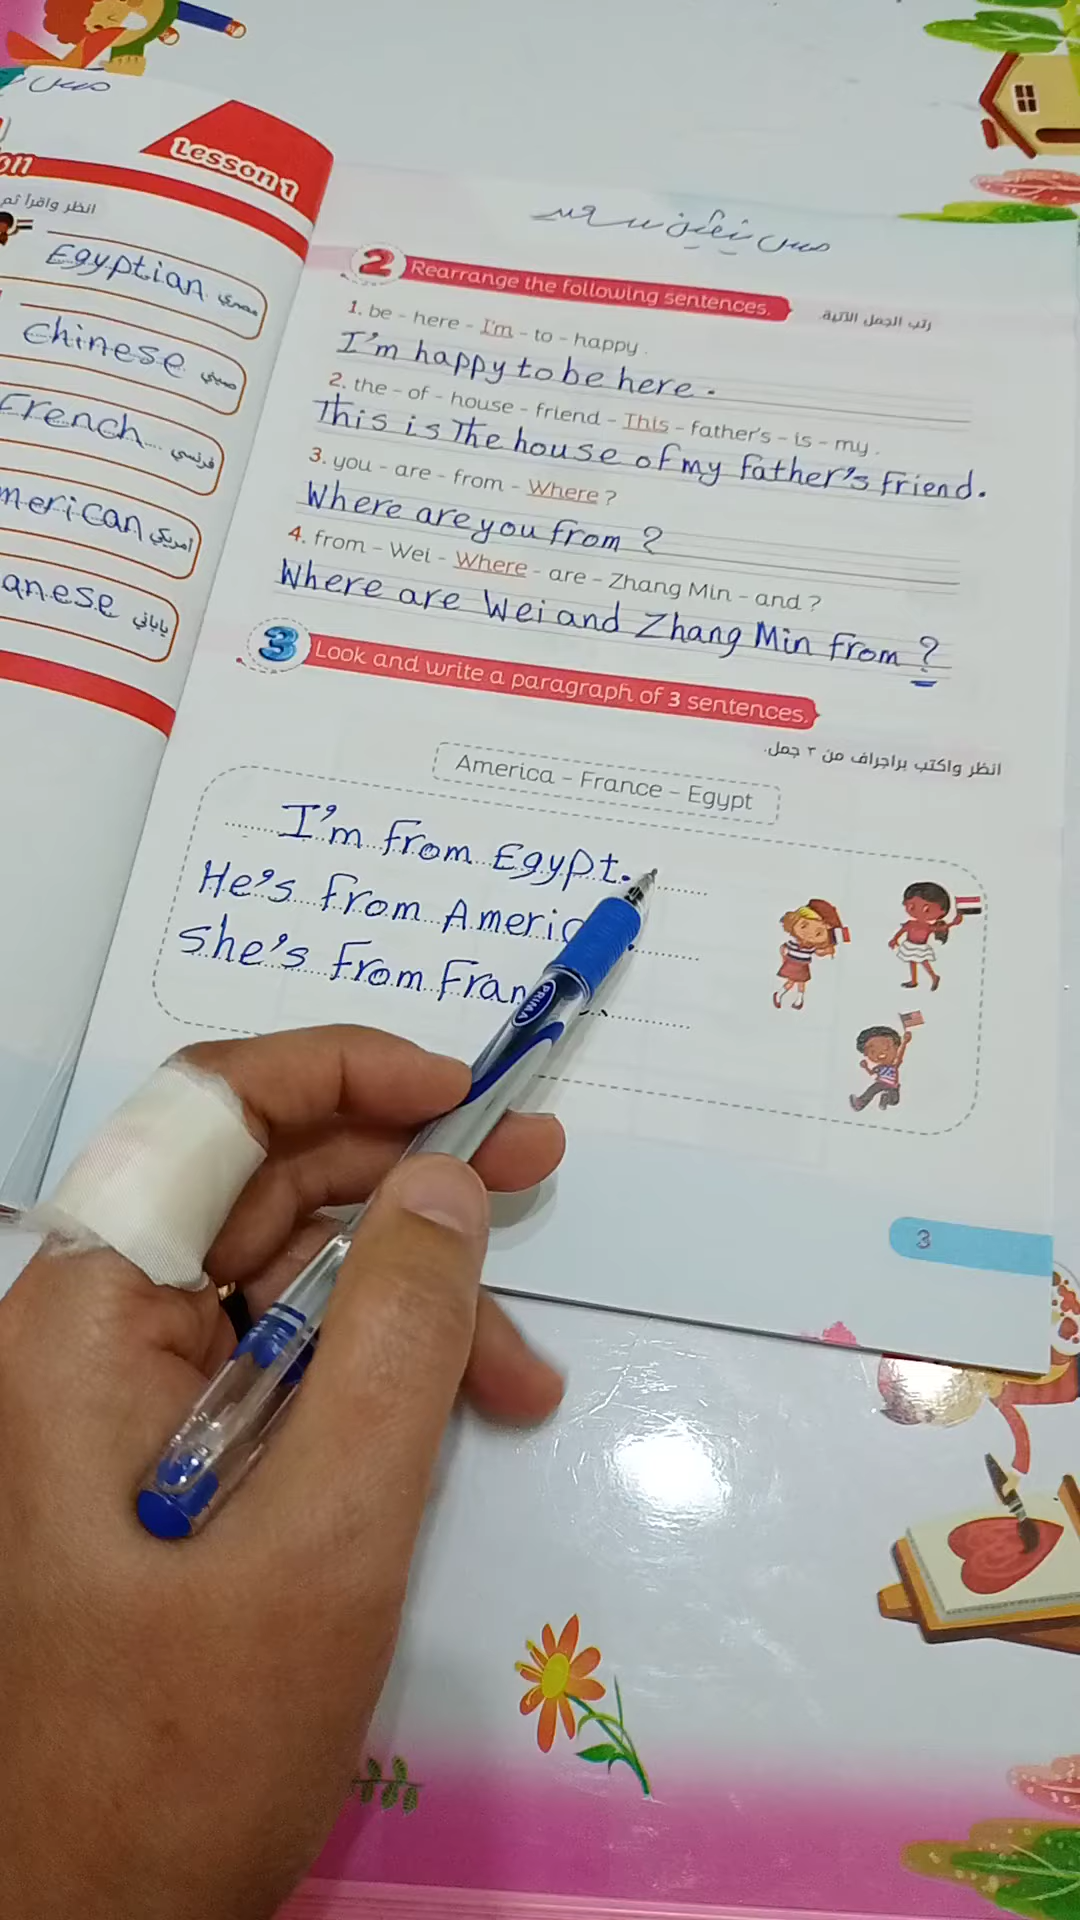 Lesson 1
انظر واقرأ ثم
Egyptian مصري
Chinese صيني
French فرنسي
merican أمريكي
anese ياباني
2 Rearrange the following sentences.
رتب الجمل الآتية.
1. be - here - I'm - to - happy .
I'm happy to be here.
2. the - of - house - friend - This - father's - is - my .
This is The house of my father's friend.
3. you - are - from - Where ?
Where are you from ?
4. from - Wei - Where - are - Zhang Min - and ?
Where are Wei and Zhang Min from ?
3 Look and write a paragraph of 3 sentences.
انظر واكتب براجراف من ٣ جمل.
America - France - Egypt
I'm from Egypt.
He's from Ameri
She's from Fran
PRIMA
3